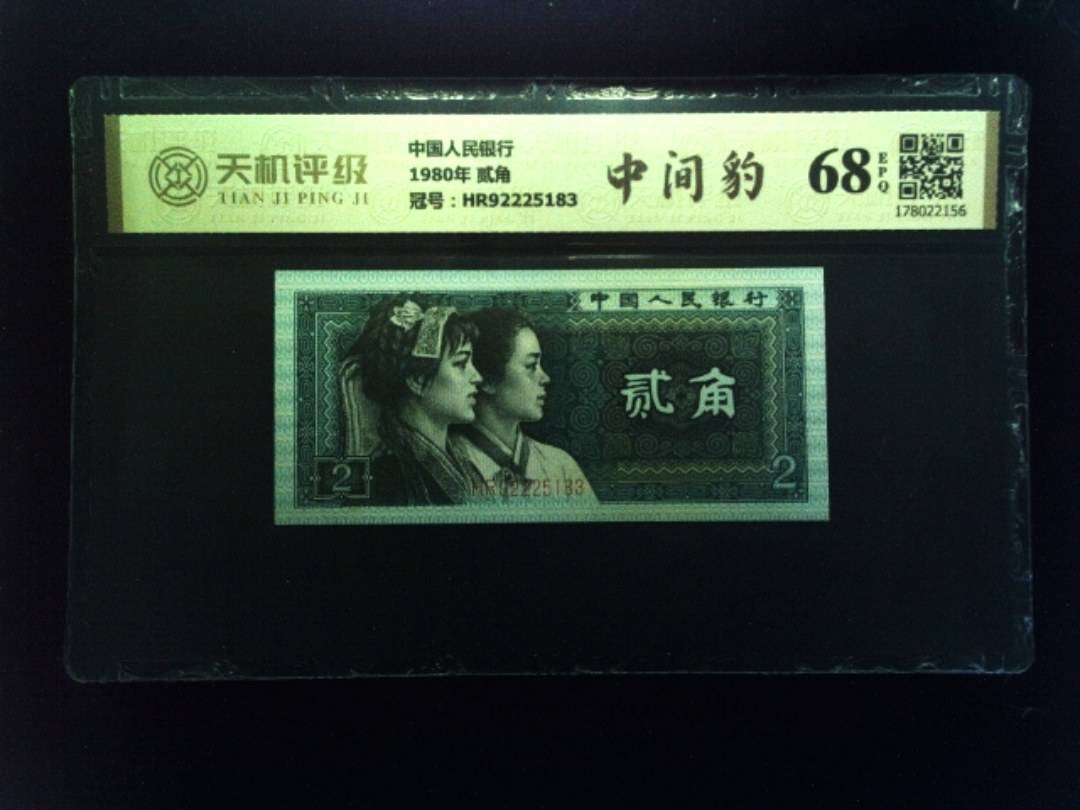 天机评级
TIAN JI PING JI
中国人民银行
1980年 贰角
冠号：HR92225183
中间豹
68
EPQ
178022156
中国人民银行
贰角
2
2
HR92225183